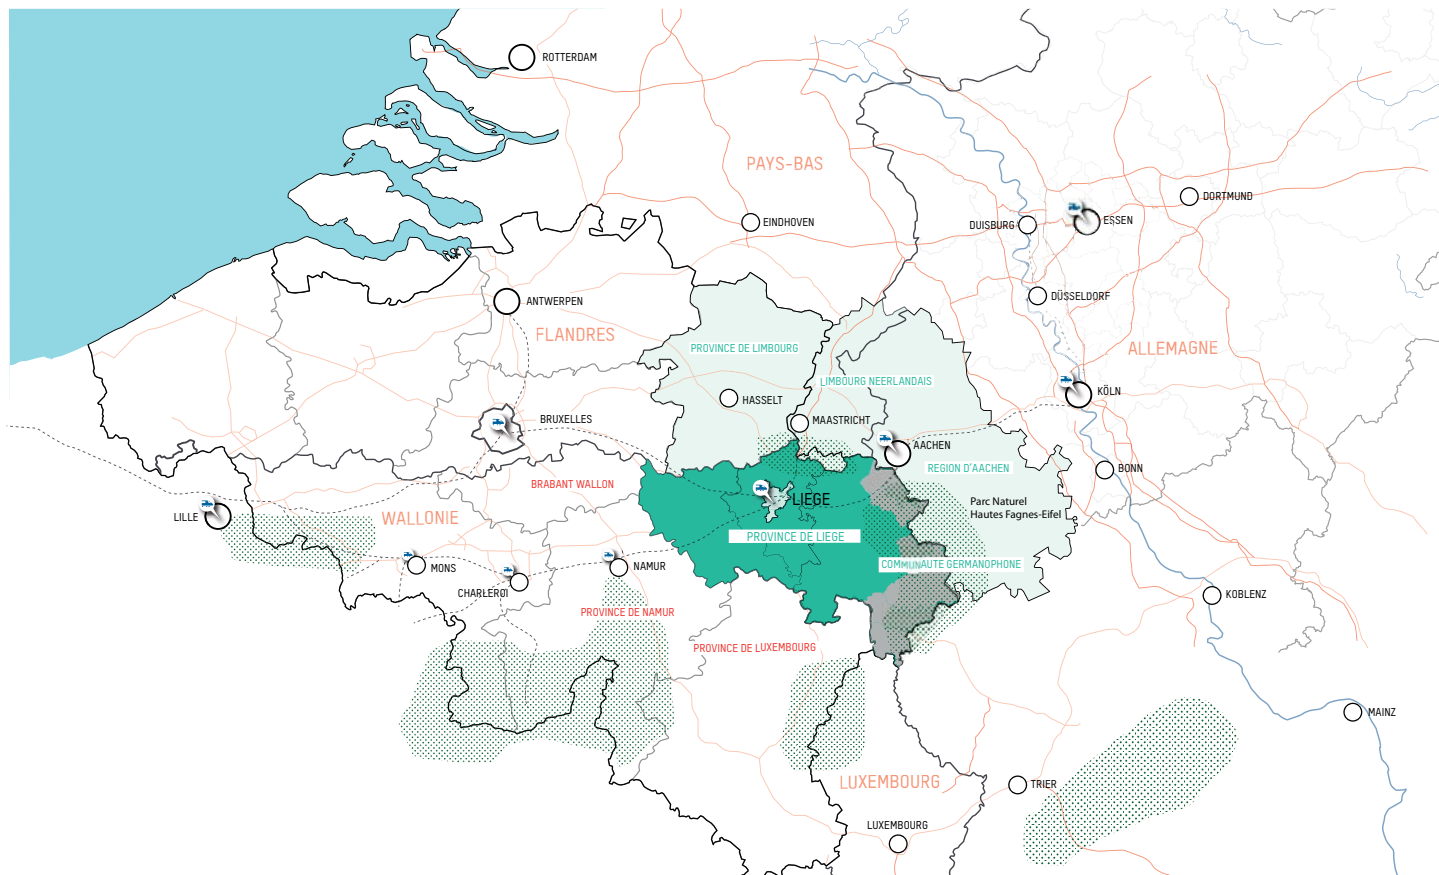 ROTTERDAM
PAYS-BAS
DORTMUND
ESSEN
DUISBURG
EINDHOVEN
DÜSSELDORF
ANTWERPEN
FLANDRES
ALLEMAGNE
PROVINCE DE LIMBOURG
LIMBOURG NEERLANDAIS
KÖLN
HASSELT
BRUXELLES
MAASTRICHT
AACHEN
REGION D'AACHEN
BONN
BRABANT WALLON
LIEGE
Parc Naturel
Hautes Fagnes-Eifel
LILLE
WALLONIE
PROVINCE DE LIEGE
COMMUNAUTE GERMANOPHONE
MONS
NAMUR
CHARLEROI
KOBLENZ
PROVINCE DE NAMUR
PROVINCE DE LUXEMBOURG
MAINZ
LUXEMBOURG
TRIER
LUXEMBOURG